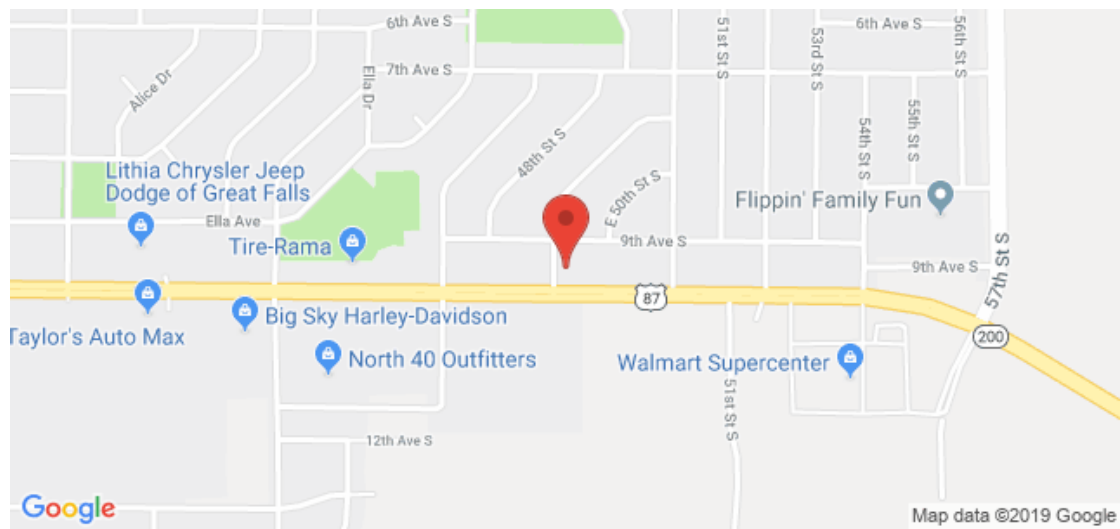 6th Ave S
51st St S
53rd St S
6th Ave S
56th St S
Alice Dr
Ella Dr
7th Ave S
48th St S
54th St S
55th St S
Lithia Chrysler Jeep
Dodge of Great Falls
E 50th St S
Flippin' Family Fun
Ella Ave
Tire-Rama
9th Ave S
9th Ave S
57th St S
87
Taylor's Auto Max
Big Sky Harley-Davidson
200
North 40 Outfitters
Walmart Supercenter
51st St S
12th Ave S
Google
Map data ©2019 Google